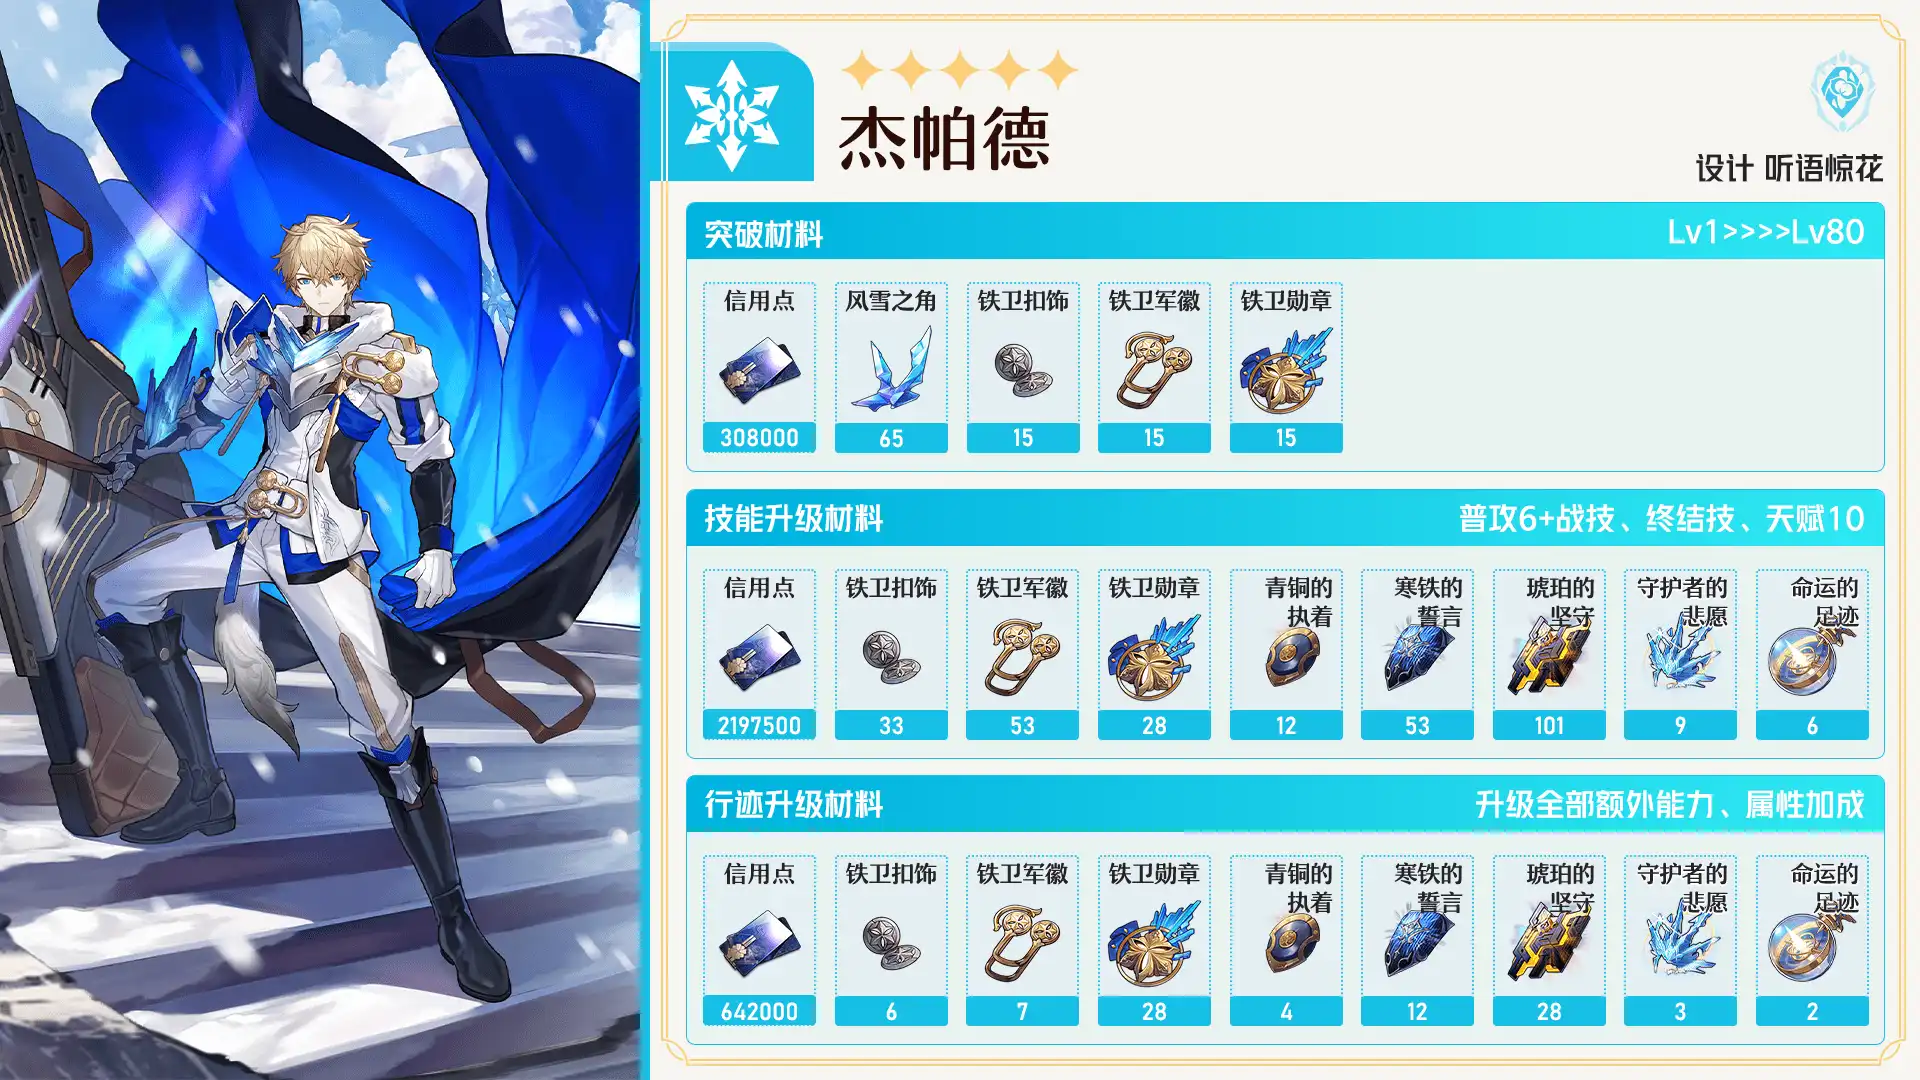 杰帕德
设计 听语惊花
突破材料 Lv1>>>>Lv80
信用点 风雪之角 铁卫扣饰 铁卫军徽 铁卫勋章
308000 65 15 15 15
技能升级材料 普攻6+战技、终结技、天赋10
信用点 铁卫扣饰 铁卫军徽 铁卫勋章 青铜的 寒铁的 琥珀的 守护者的 命运的
执着 誓言 坚守 悲愿 足迹
2197500 33 53 28 12 53 101 9 6
行迹升级材料 升级全部额外能力、属性加成
信用点 铁卫扣饰 铁卫军徽 铁卫勋章 青铜的 寒铁的 琥珀的 守护者的 命运的
执着 誓言 坚守 悲愿 足迹
642000 6 7 28 4 12 28 3 2